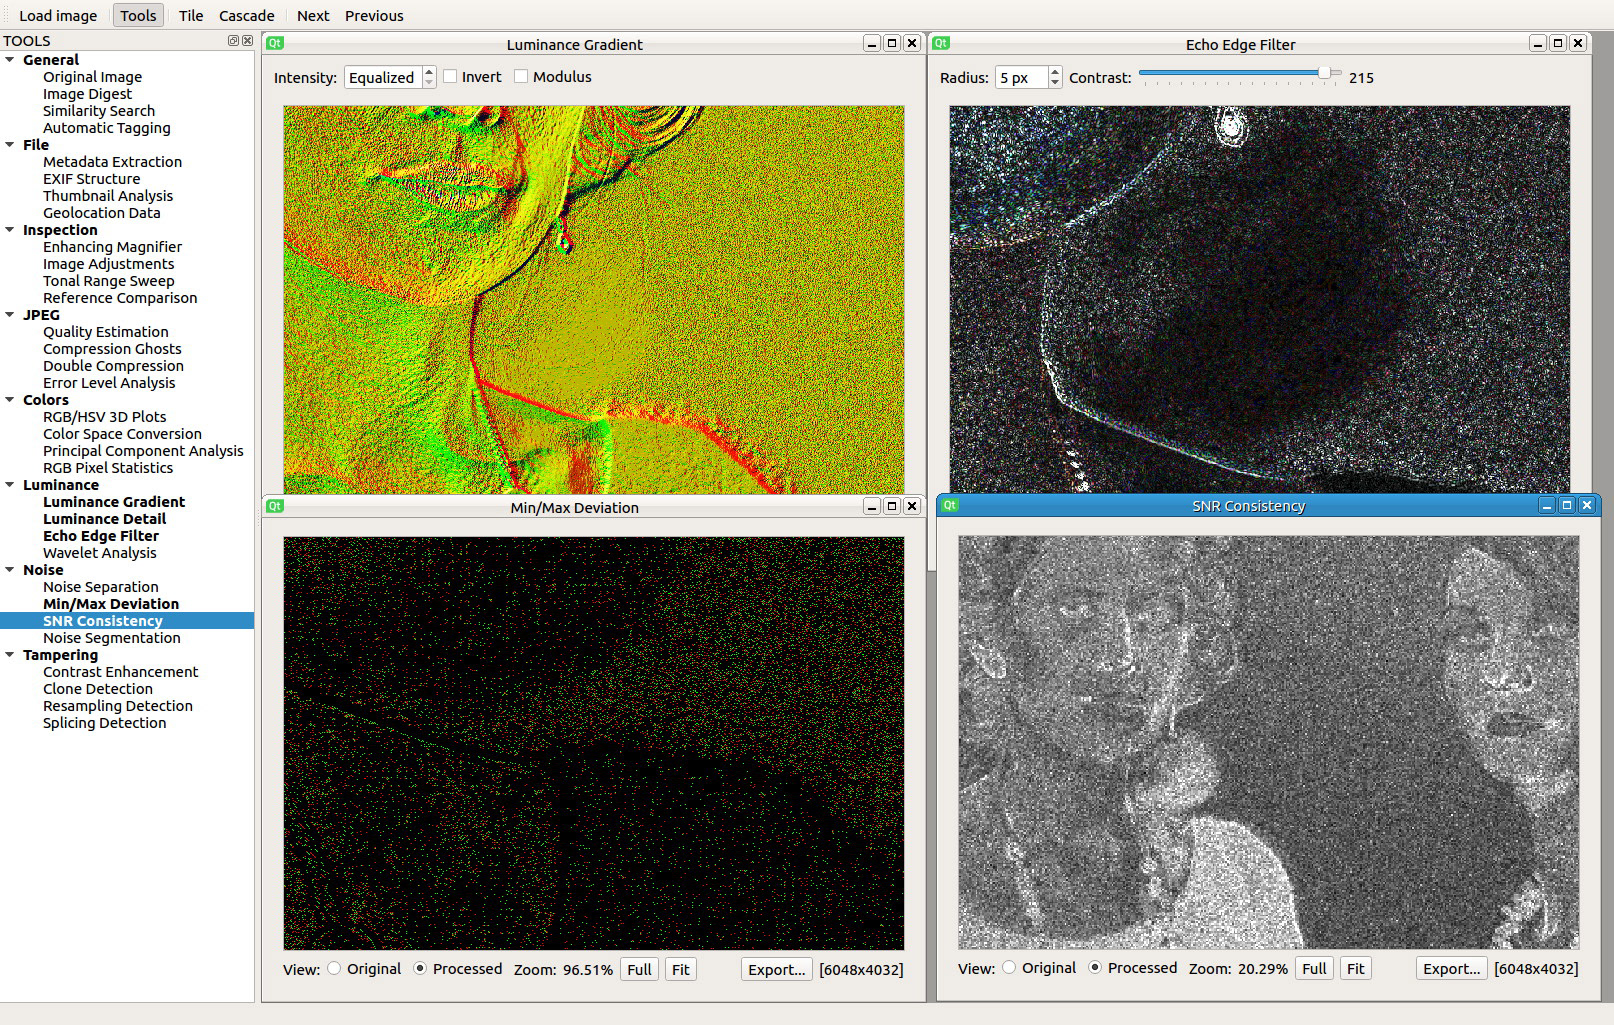 Load image Tools Tile Cascade Next Previous
TOOLS
General
Original Image
Image Digest
Similarity Search
Automatic Tagging
File
Metadata Extraction
EXIF Structure
Thumbnail Analysis
Geolocation Data
Inspection
Enhancing Magnifier
Image Adjustments
Tonal Range Sweep
Reference Comparison
JPEG
Quality Estimation
Compression Ghosts
Double Compression
Error Level Analysis
Colors
RGB/HSV 3D Plots
Color Space Conversion
Principal Component Analysis
RGB Pixel Statistics
Luminance
Luminance Gradient
Luminance Detail
Echo Edge Filter
Wavelet Analysis
Noise
Noise Separation
Min/Max Deviation
SNR Consistency
Noise Segmentation
Tampering
Contrast Enhancement
Clone Detection
Resampling Detection
Splicing Detection
Qt Luminance Gradient
Intensity: Equalized Invert Modulus
Qt Echo Edge Filter
Radius: 5 px Contrast: 215
Qt Min/Max Deviation
View: Original Processed Zoom: 96.51% Full Fit Export... [6048x4032]
Qt SNR Consistency
View: Original Processed Zoom: 20.29% Full Fit Export... [6048x4032]